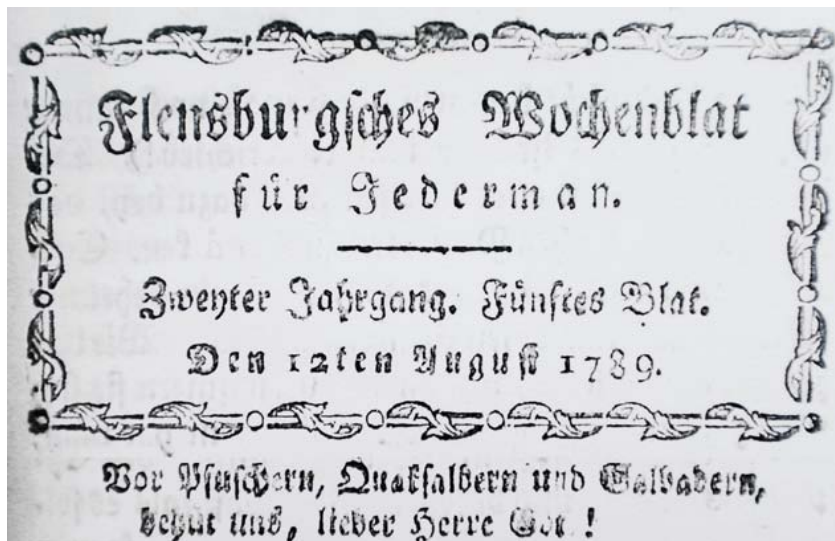 Flensburgsches Wochenblat
für Jederman.
Zweyter Jahrgang. Fünftes Blat.
Den 12ten August 1789.
Vor Pfuschern, Quaksalbern und Salbadern,
behüt uns, lieber Herre Got !